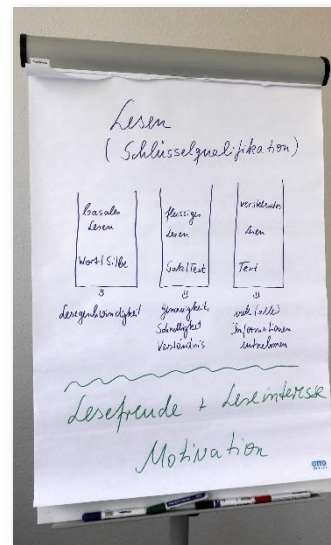 Lesen
(Schlüsselqualifikation)
basales
Lesen
Wort/Silbe
flüssiges
Lesen
Satz/Text
verstehendes
Lesen
Text
Lesegeschwindigkeit
Genauigkeit
Schnelligkeit
Verständnis
Informationen
entnehmen
Lesefreude + Leseinteresse
Motivation